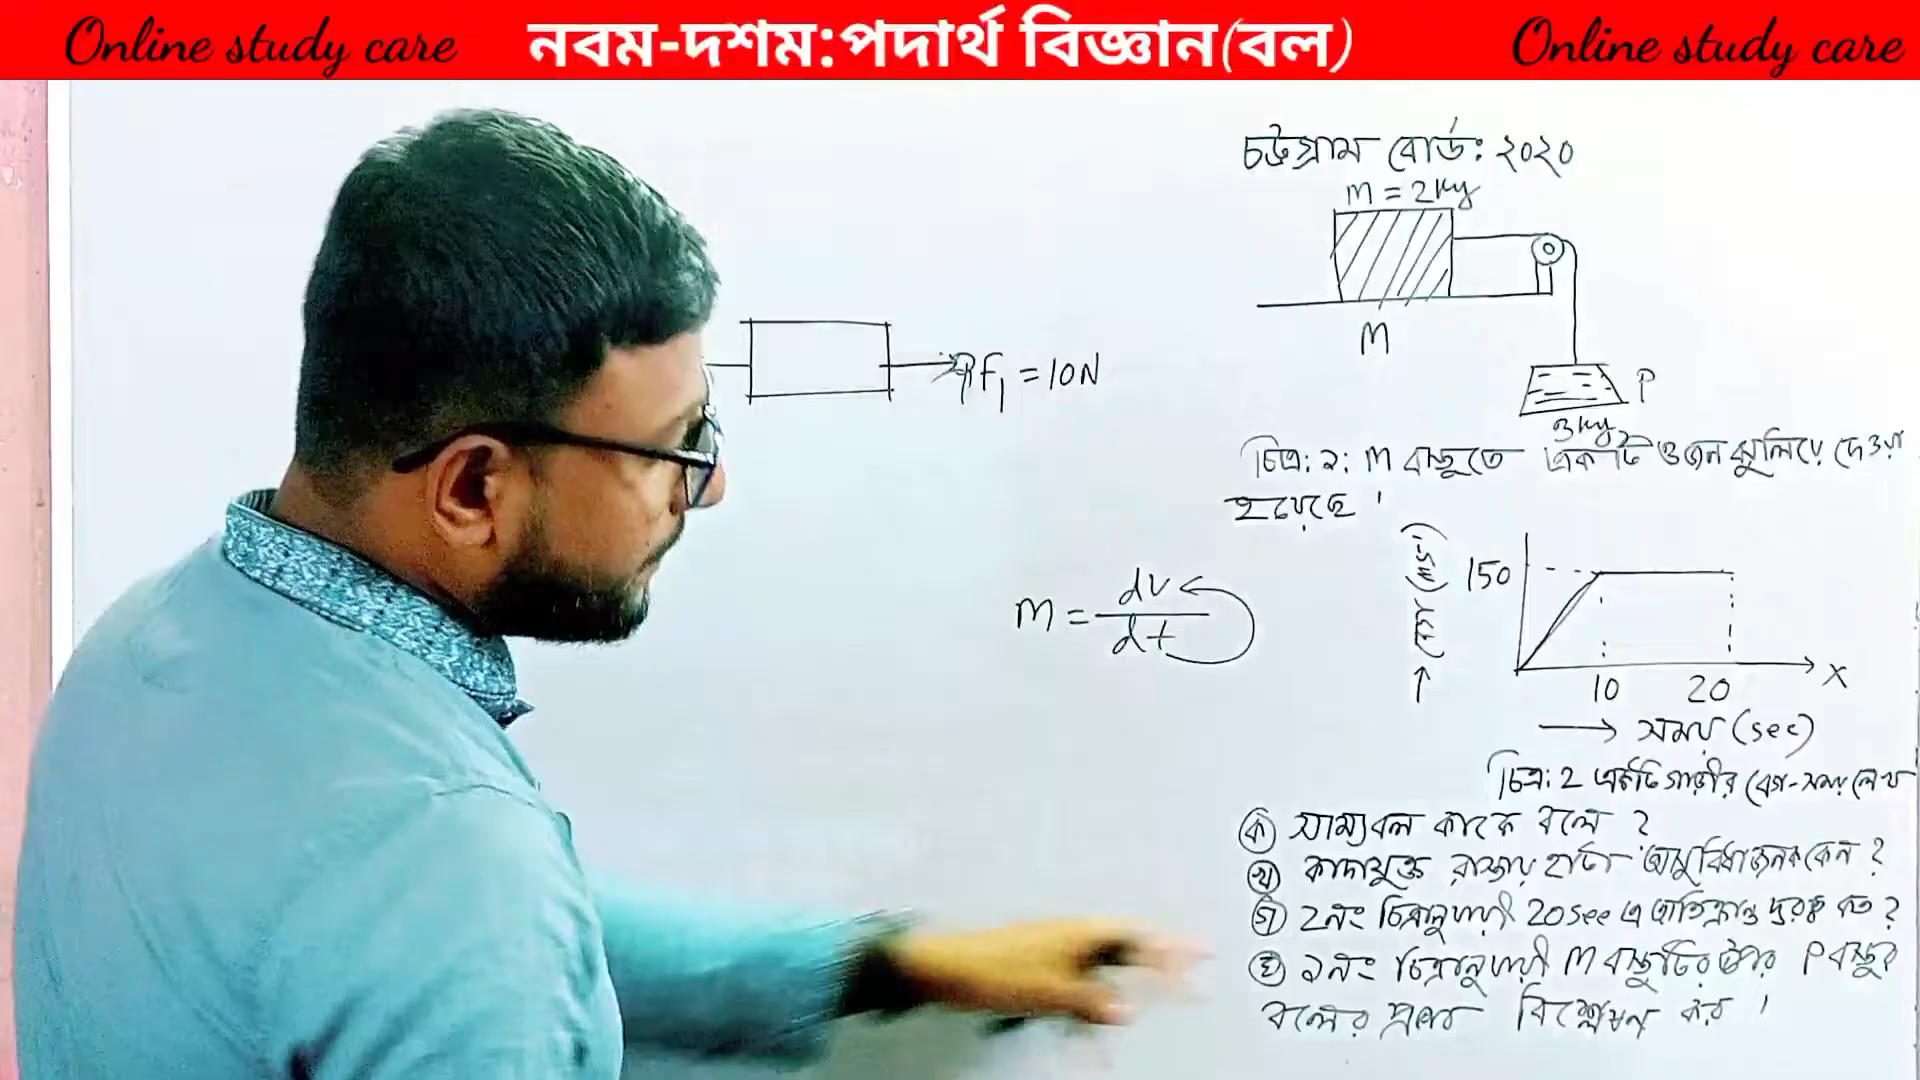 Online study care নবম-দশম:পদার্থ বিজ্ঞান(বল) Online study care
চট্টগ্রাম বোর্ড: ২০২০
m = 2kg
M
P
3kg
F₁ = 10N
চিত্র: ১: m বস্তুতে একটি ওজন ঝুলিয়ে দেওয়া
হয়েছে।
m = dv/dt
150
10 20 X
→ বেগ (ms⁻¹)
→ সময় (sec)
চিত্র: 2 একটি গাড়ীর বেগ-সময় লেখ
ক সাম্যবল কাকে বলে ?
খ কাদাযুক্ত রাস্তায় হাটা অসুবিধাজনক কেন ?
গ 2নং চিত্রানুযায়ী 20sec এ অতিক্রান্ত দূরত্ব কত ?
ঘ ১নং চিত্রানুযায়ী m বস্তুটির উপর P বস্তুর
বলের প্রভাব বিশ্লেষণ কর।